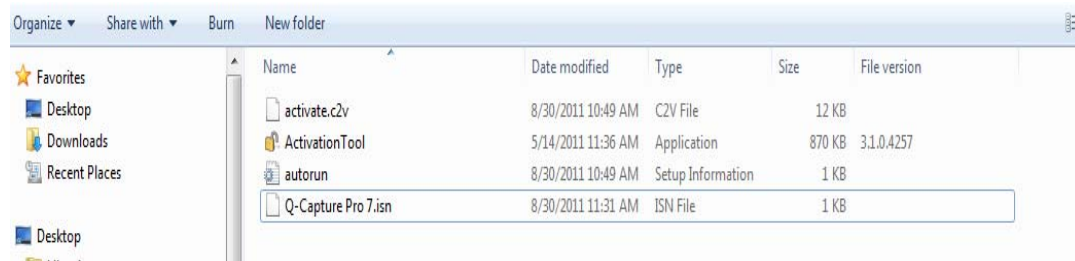 Organize Share with Burn New folder
Favorites
Desktop
Downloads
Recent Places
Desktop
Name Date modified Type Size File version
activate.c2v 8/30/2011 10:49 AM C2V File 12 KB
ActivationTool 5/14/2011 11:36 AM Application 870 KB 3.1.0.4257
autorun 8/30/2011 10:49 AM Setup Information 1 KB
Q-Capture Pro 7.isn 8/30/2011 11:31 AM ISN File 1 KB